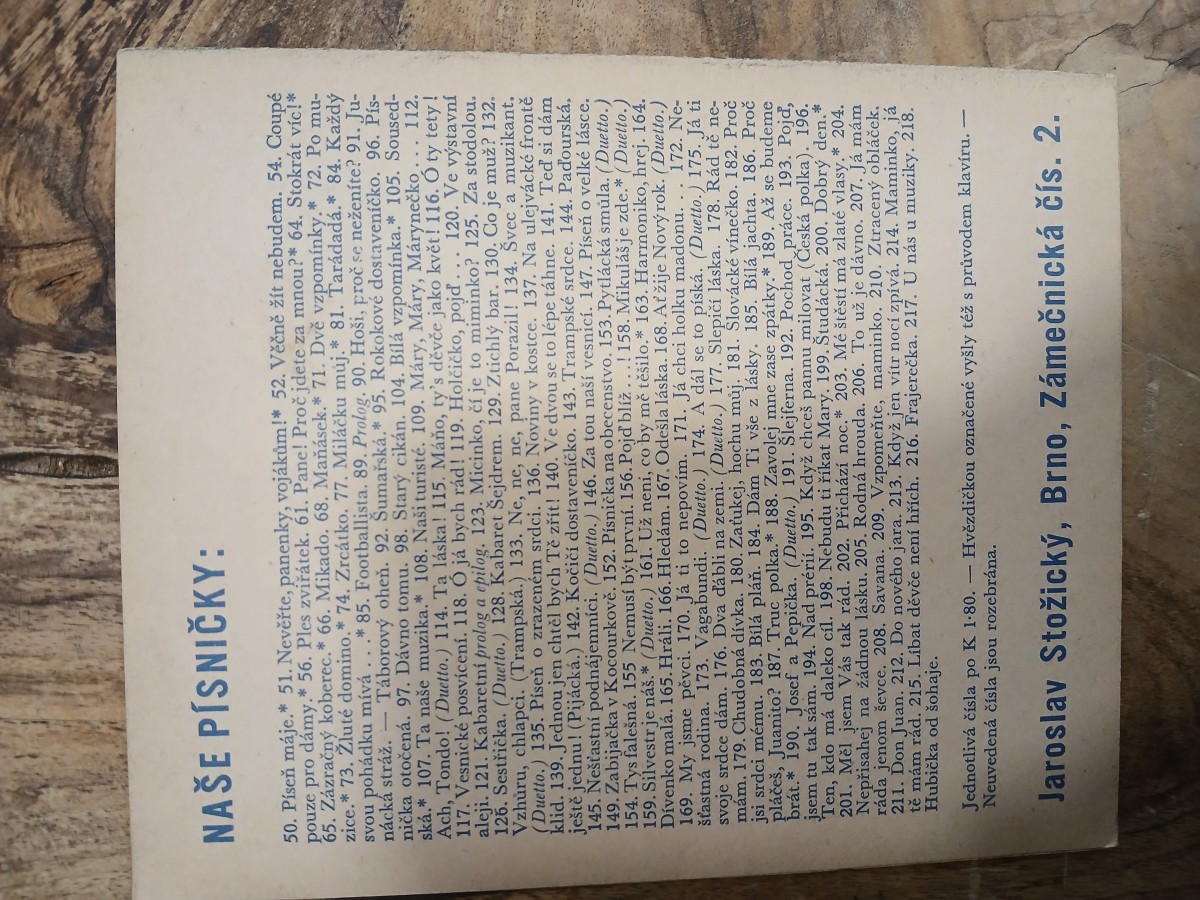 NAŠE PÍSNIČKY:
50. Píseň máje.* 51. Nevěřte, panenky, vojákům!* 52. Věčně žít nebudem. 54. Coupé
pouze pro dámy.* 56. Ples zvířátek. 61. Pane! Proč jdete za mnou?* 64. Stokrát víc!*
65. Zázračný koberec.* 66. Mikado. 68. Maňásek.* 71. Dvě vzpomínky.* 72. Po mu-
zice.* 73. Žluté domino.* 74. Zrcátko. 77. Miláčku můj.* 81. Tarádadá.* 84. Každý
svou pohádku mívá . . . .* 85. Footballista. 89. Prolog. 90. Hoši, proč se neženíte? 91. Ju-
nácká stráž. — Táborový oheň. 92. Šumařská.* 95. Rokokové dostaveníčko. 96. Pís-
nička otočená. 97. Dávno tomu. 98. Starý cikán. 104. Bílá vzpomínka.* 105. Soused-
ská.* 107. Ta naše muzika.* 108. Naši turisté. 109. Máry, Máry, Márynečko . . . . 112.
Ach, Tondo! (Duetto.) 114. Ta láska! 115. Máňo, ty's děvče jako květ! 116. Ó ty tety!
117. Vesnické posvícení. 118. Ó já bych rád! 119. Holčičko, pojď . . . 120. Ve výstavní
aleji. 121. Kabaretní prolog a epilog. 123. Micinko, čí je to miminko? 125. Za stodolou.
126. Sestřička. (Duetto.) 128. Kabaret Šejdrem. 129. Ztichlý bar. 130. Co je muž? 132.
Vzhůru, chlapci. (Trampská.) 133. Ne, ne, ne, pane Porazil! 134. Švec a muzikant.
(Duetto.) 135. Píseň o zrazeném srdci. 136. Noviny v kostce. 137. Na ulejvácké frontě
klid. 139. Jednou jen chtěl bych Tě zřít! 140. Ve dvou se to lépe táhne. 141. Teď si dám
ještě jednu! (Pijácká.) 142. Kočičí dostaveníčko. 143. Trampské srdce. 144. Paďourská.
145. Nešťastní podnájemníci. (Duetto.) 146. Za tou naší vesnicí. 147. Píseň o velké lásce.
149. Zabijačka v Kocourkově. 152. Písnička na obecenstvo. 153. Pytlácká smůla. (Duetto.)
154. Tys falešná. 155 Nemusí být první 156 Pojď blíž . . . ! 158. Mikuláš je zde.* (Duetto.)
159. Silvestr je náš.* (Duetto.) 161. Už není, co by mě těšilo.* 163. Harmoniko, hrej. 164.
Divenko malá. 165. Hráli. 166. Hledám. 167. Odešla láska. 168. Ať žije Nový rok. (Duetto.)
169. My jsme pěvci. 170. Já ti to nepovím. 171. Já chci holku madonu . . . 172. Ne-
šťastná rodina. 173. Vagabundi. (Duetto.) 174. A dál se to píská. (Duetto.) 175. Já ti
svoje srdce dám. 176. Dva ďáblí na zemi. (Duetto.) 177. Slepičí láska. 178. Rád tě ne-
mám. 179. Chudobná dívka. 180 Zaťukej, hochu můj. 181. Slovácké vínečko. 182. Proč
jsi srdci mému. 183. Bílá pláň. 184. Dám Ti vše z lásky. 185. Bílá jachta. 186. Proč
pláčeš, Juanito? 187. Truc polka.* 188. Zavolej mne zase zpátky.* 189. Až se budeme
brát.* 190. Josef a Pepička. (Duetto.) 191. Šlejferna. 192. Pochod práce. 193. Pojď,
jsem tu tak sám. 194. Nad prérií. 195. Když chceš pannu milovat (Česká polka). 196.
Ten, kdo má daleko cíl. 198. Nebudu ti říkat Mary. 199. Študácká. 200. Dobrý den.*
201. Měl jsem Vás tak rád. 202. Přichází noc.* 203. Mé štěstí má zlaté vlasy.* 204.
Nepřísahej na žádnou lásku. 205. Rodná hrouda. 206. To už je dávno. 207. Já mám
ráda jenom ševce. 208. Savana. 209. Vzpomeňte, maminko. 210. Ztracený obláček.
211. Don Juan. 212. Do nového jara. 213. Když jen vítr nocí zpívá. 214. Maminko, já
tě mám rád. 215. Líbat děvče není hřích. 216. Frajerečka. 217. U nás u muziky. 218.
Hubička od šohaje.
Jednotlivá čísla po K 1·80. — Hvězdičkou označené vyšly též s průvodem klavíru. —
Neuvedená čísla jsou rozebrána.
Jaroslav Stožický, Brno, Zámečnická čís. 2.